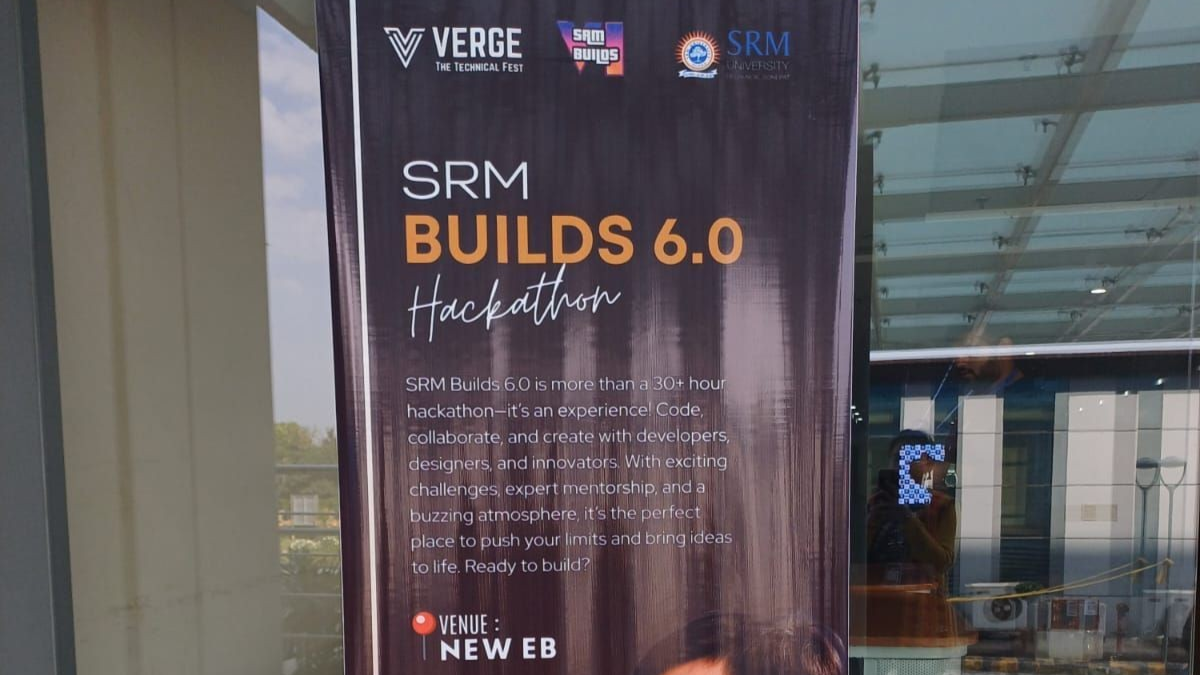 VERGE
THE TECHNICAL FEST
SRM
BUILDS
VI
SRM
UNIVERSITY
SRM
BUILDS 6.0
Hackathon
SRM Builds 6.0 is more than a 30+ hour
hackathon—it's an experience! Code,
collaborate, and create with developers,
designers, and innovators. With exciting
challenges, expert mentorship, and a
buzzing atmosphere, it's the perfect
place to push your limits and bring ideas
to life. Ready to build?
VENUE :
NEW EB